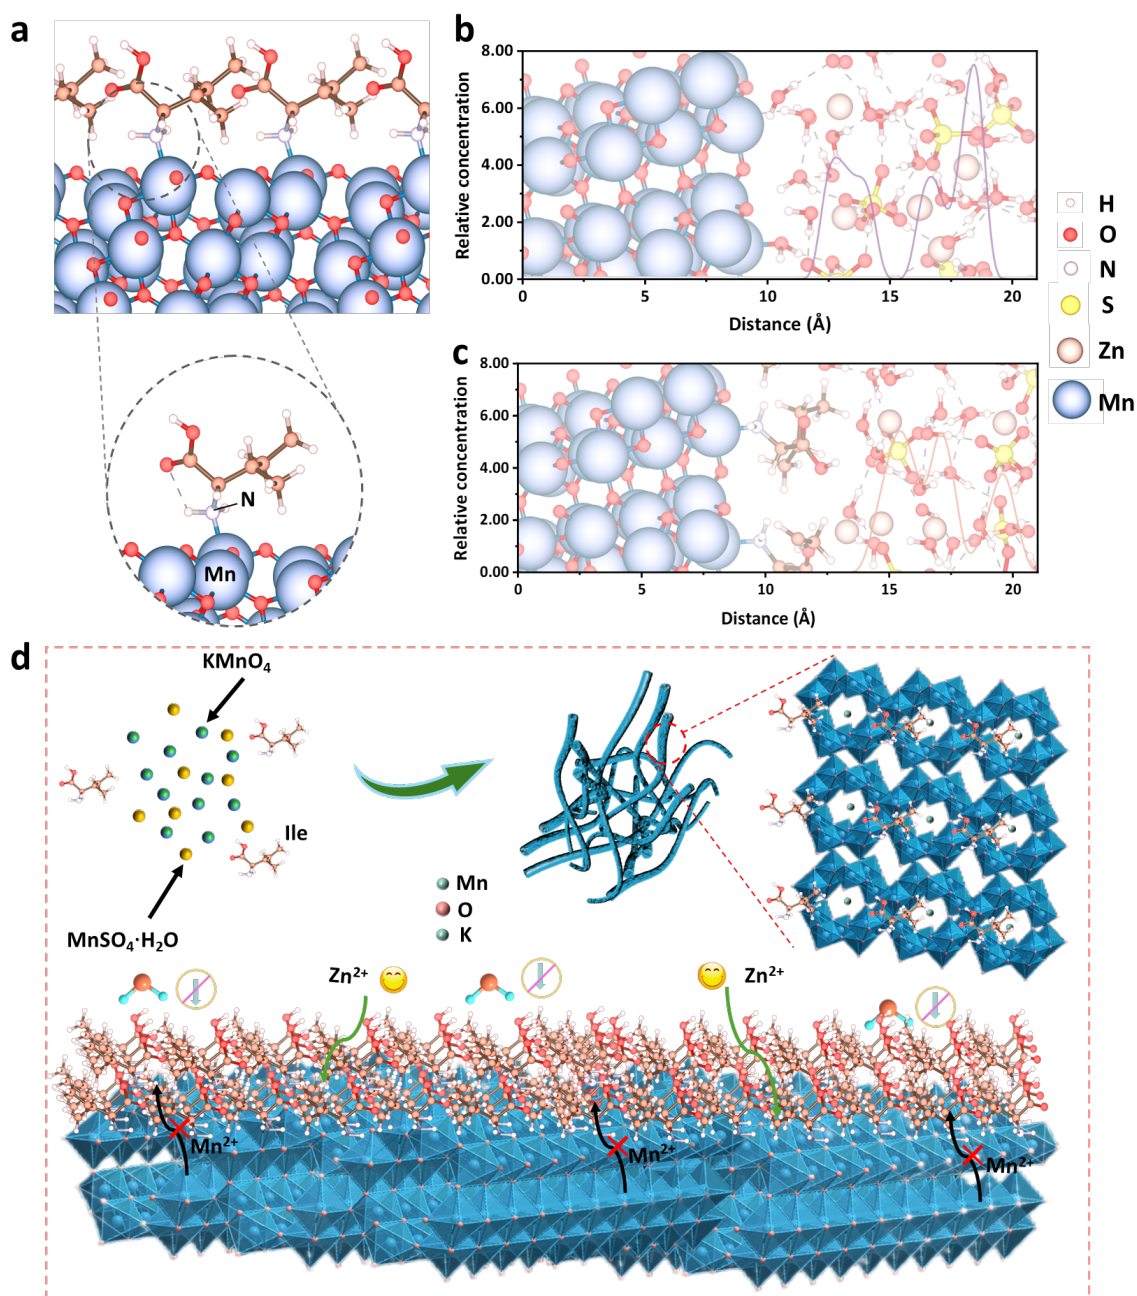 a
N
Mn
b
Relative concentration
8.00
6.00
4.00
2.00
0.00
0
5
10
15
20
Distance (Å)
c
Relative concentration
8.00
6.00
4.00
2.00
0.00
0
5
10
15
20
Distance (Å)
H
O
N
S
Zn
Mn
d
KMnO₄
Ile
MnSO₄·H₂O
Mn
O
K
Zn²⁺
Zn²⁺
Mn²⁺
Mn²⁺
Mn²⁺